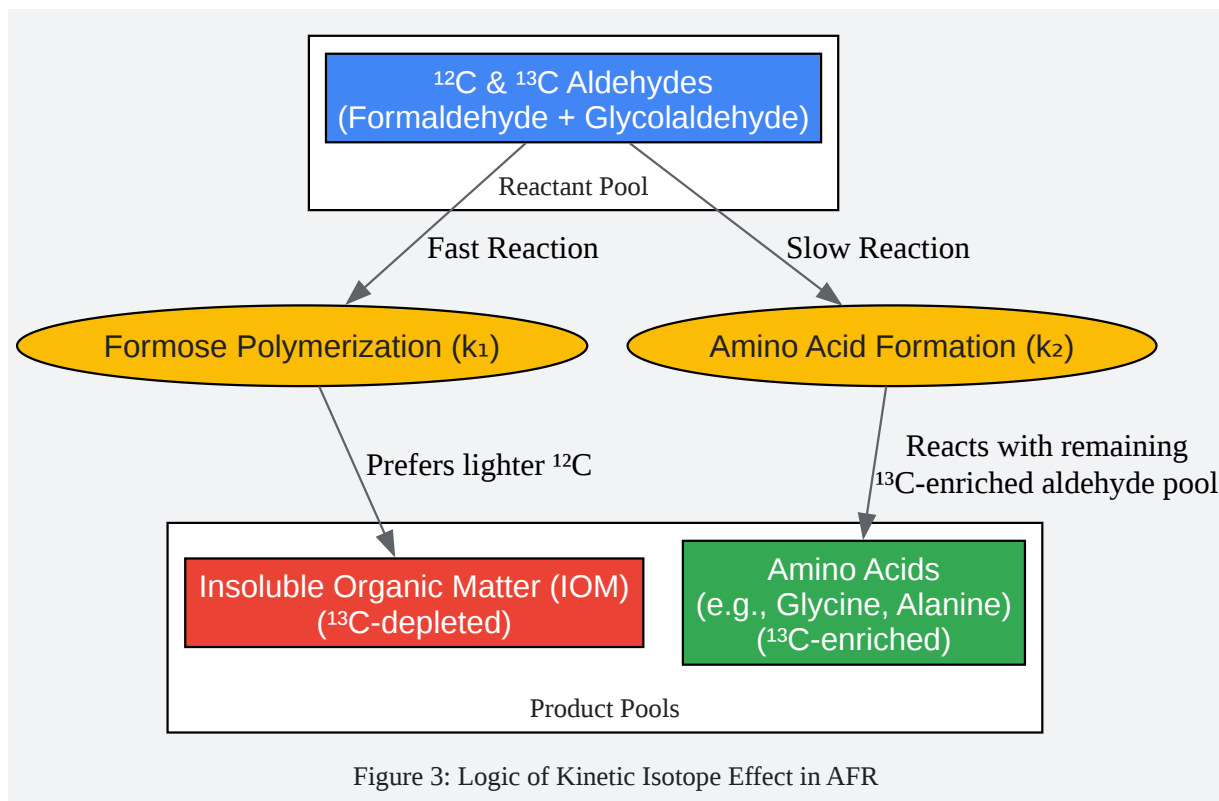 ¹²C & ¹³C Aldehydes
(Formaldehyde + Glycolaldehyde)
Reactant Pool
Fast Reaction
Slow Reaction
Formose Polymerization (k₁)
Amino Acid Formation (k₂)
Prefers lighter ¹²C
Reacts with remaining
¹³C-enriched aldehyde pool
Insoluble Organic Matter (IOM)
(¹³C-depleted)
Amino Acids
(e.g., Glycine, Alanine)
(¹³C-enriched)
Product Pools
Figure 3: Logic of Kinetic Isotope Effect in AFR